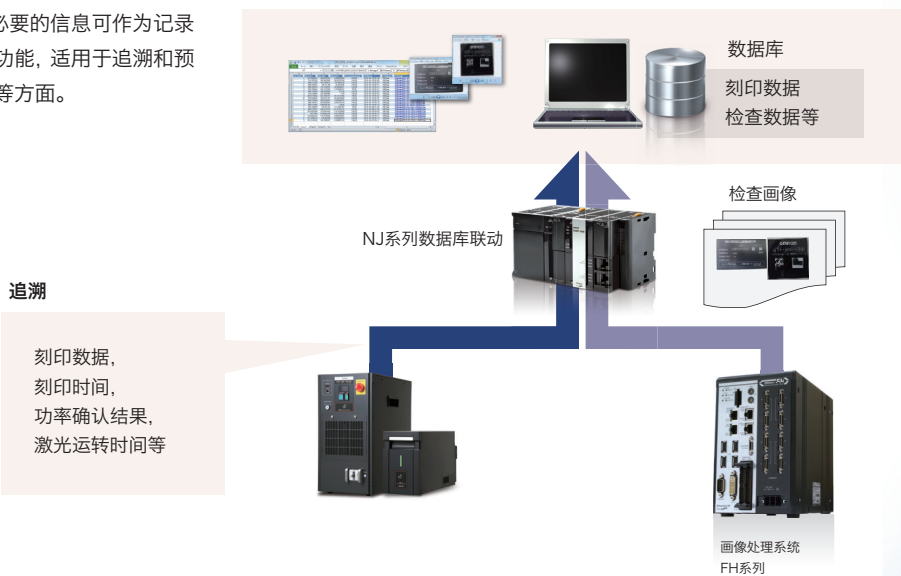 必要的信息可作为记录
功能, 适用于追溯和预
等方面。
数据库
刻印数据
检查数据等
检查画像
NJ系列数据库联动
追溯
刻印数据,
刻印时间,
功率确认结果,
激光运转时间等
画像处理系统
FH系列